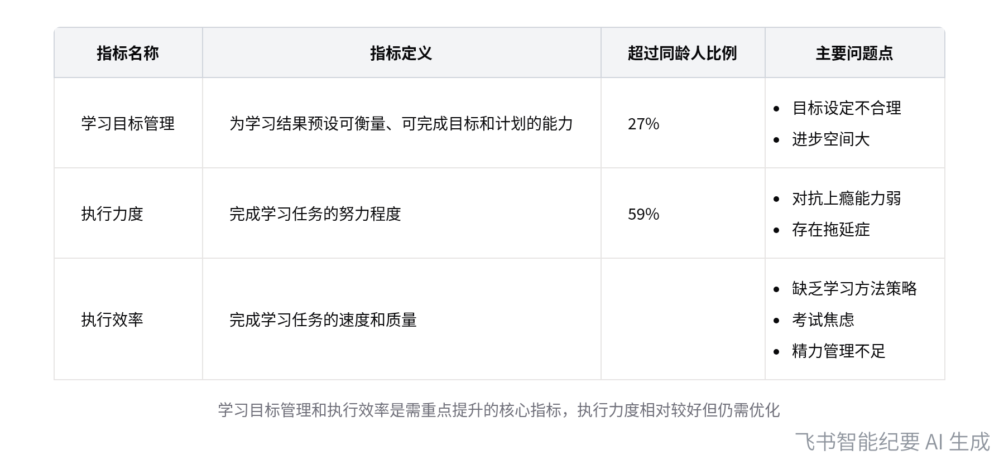 指标名称 指标定义 超过同龄人比例 主要问题点
学习目标管理 为学习结果预设可衡量、可完成目标和计划的能力 27%
• 目标设定不合理
• 进步空间大
执行力度 完成学习任务的努力程度 59%
• 对抗上瘾能力弱
• 存在拖延症
执行效率 完成学习任务的速度和质量
• 缺乏学习方法策略
• 考试焦虑
• 精力管理不足
学习目标管理和执行效率是需重点提升的核心指标，执行力度相对较好但仍需优化
飞书智能纪要 AI 生成